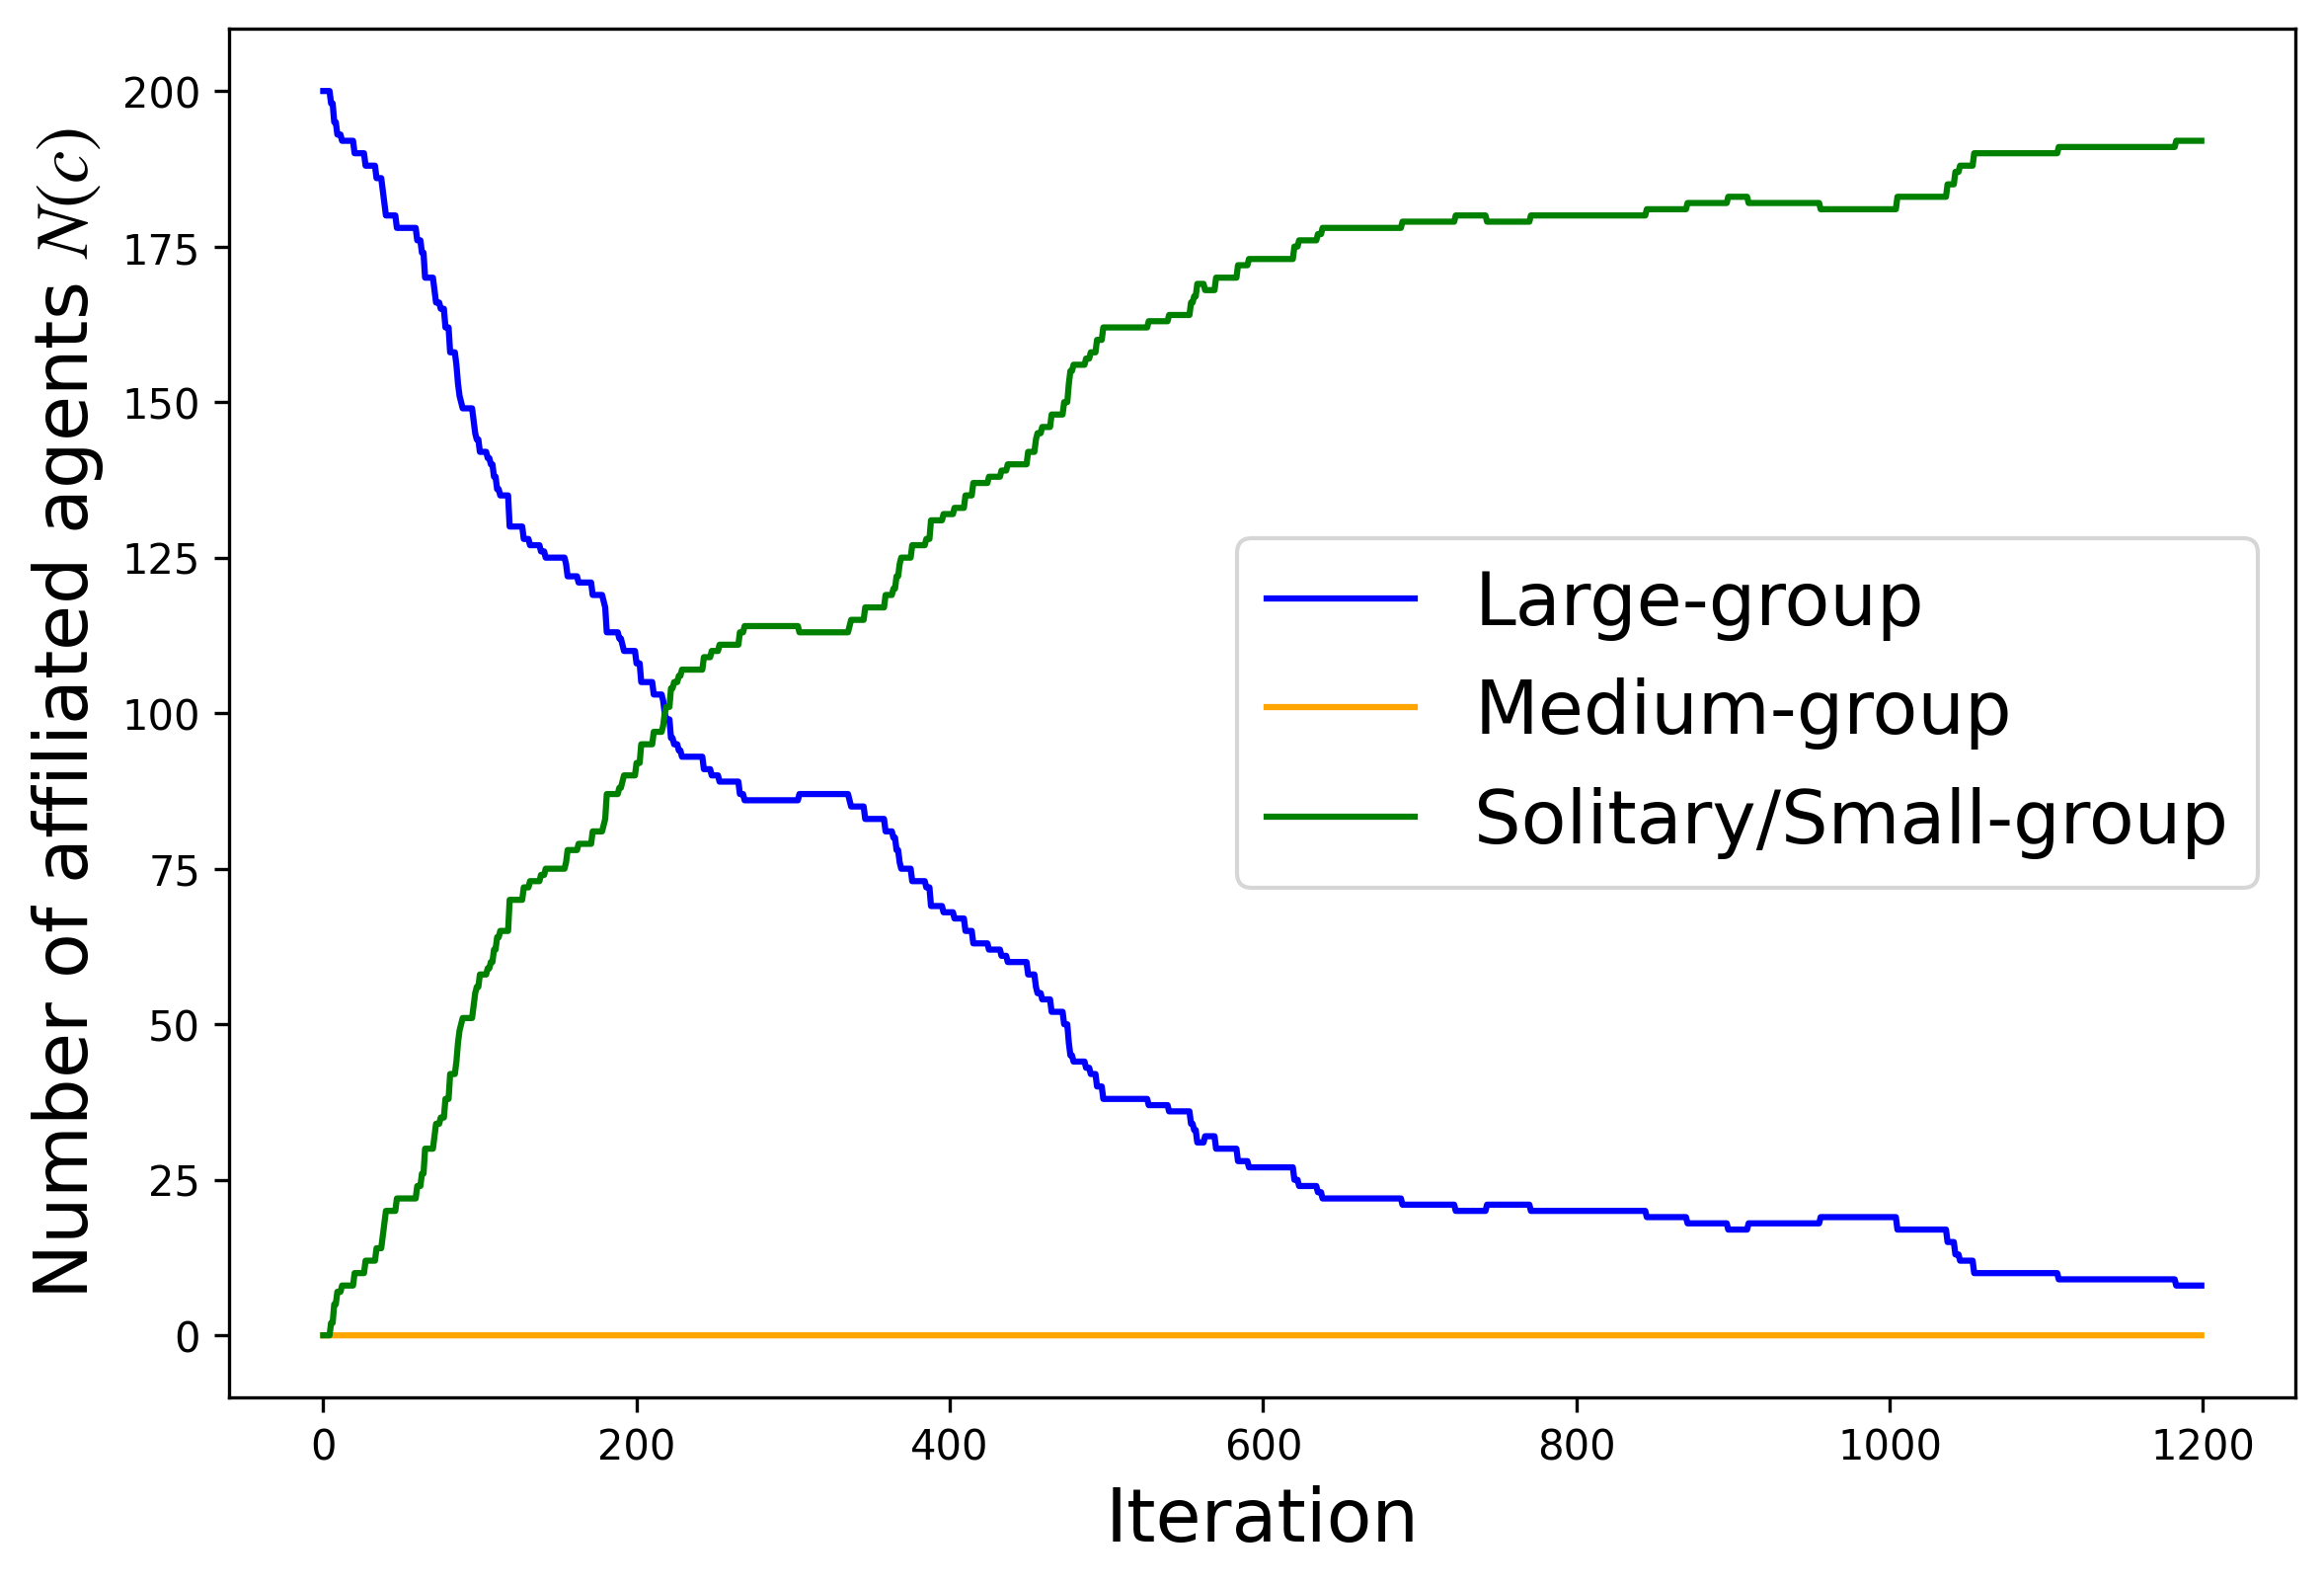 Number of affiliated agents N(c)
200
175
150
125
100
75
50
25
0
Large-group
Medium-group
Solitary/Small-group
0 200 400 600 800 1000 1200
Iteration